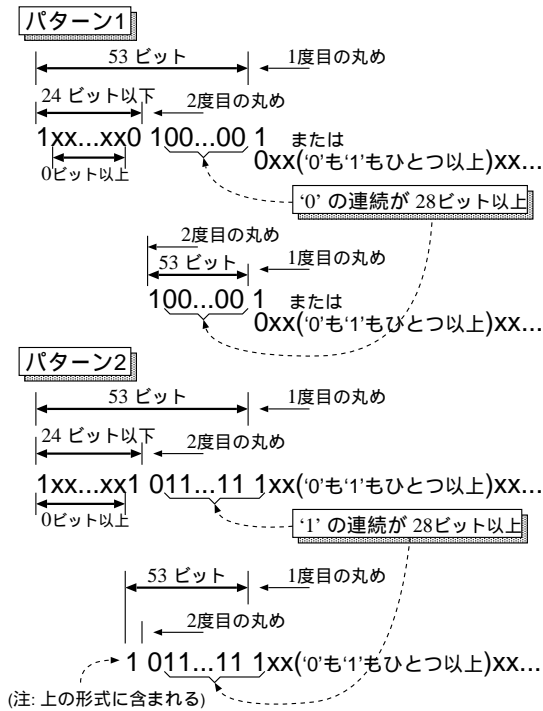 パターン1
53 ビット
1度目の丸め
24 ビット以下
2度目の丸め
1xx...xx0 100...00 1 または
0xx('0'も'1'もひとつ以上)xx...
0ビット以上
'0' の連続が 28ビット以上
2度目の丸め
53 ビット
1度目の丸め
100...00 1 または
0xx('0'も'1'もひとつ以上)xx...
パターン2
53 ビット
1度目の丸め
24 ビット以下
2度目の丸め
1xx...xx1 011...11 1xx('0'も'1'もひとつ以上)xx...
0ビット以上
'1' の連続が 28ビット以上
53 ビット
1度目の丸め
2度目の丸め
1 011...11 1xx('0'も'1'もひとつ以上)xx...
(注: 上の形式に含まれる)